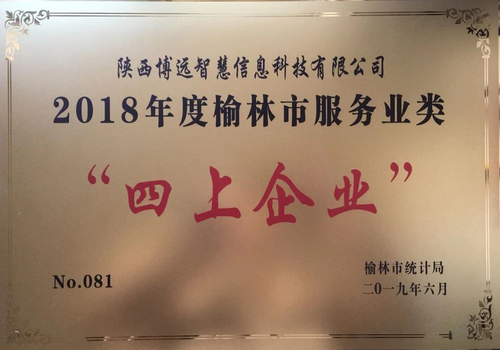 陕西博远智慧信息科技有限公司
2018年度榆林市服务业类
“四上企业”
No.081
榆林市统计局
二0一九年六月